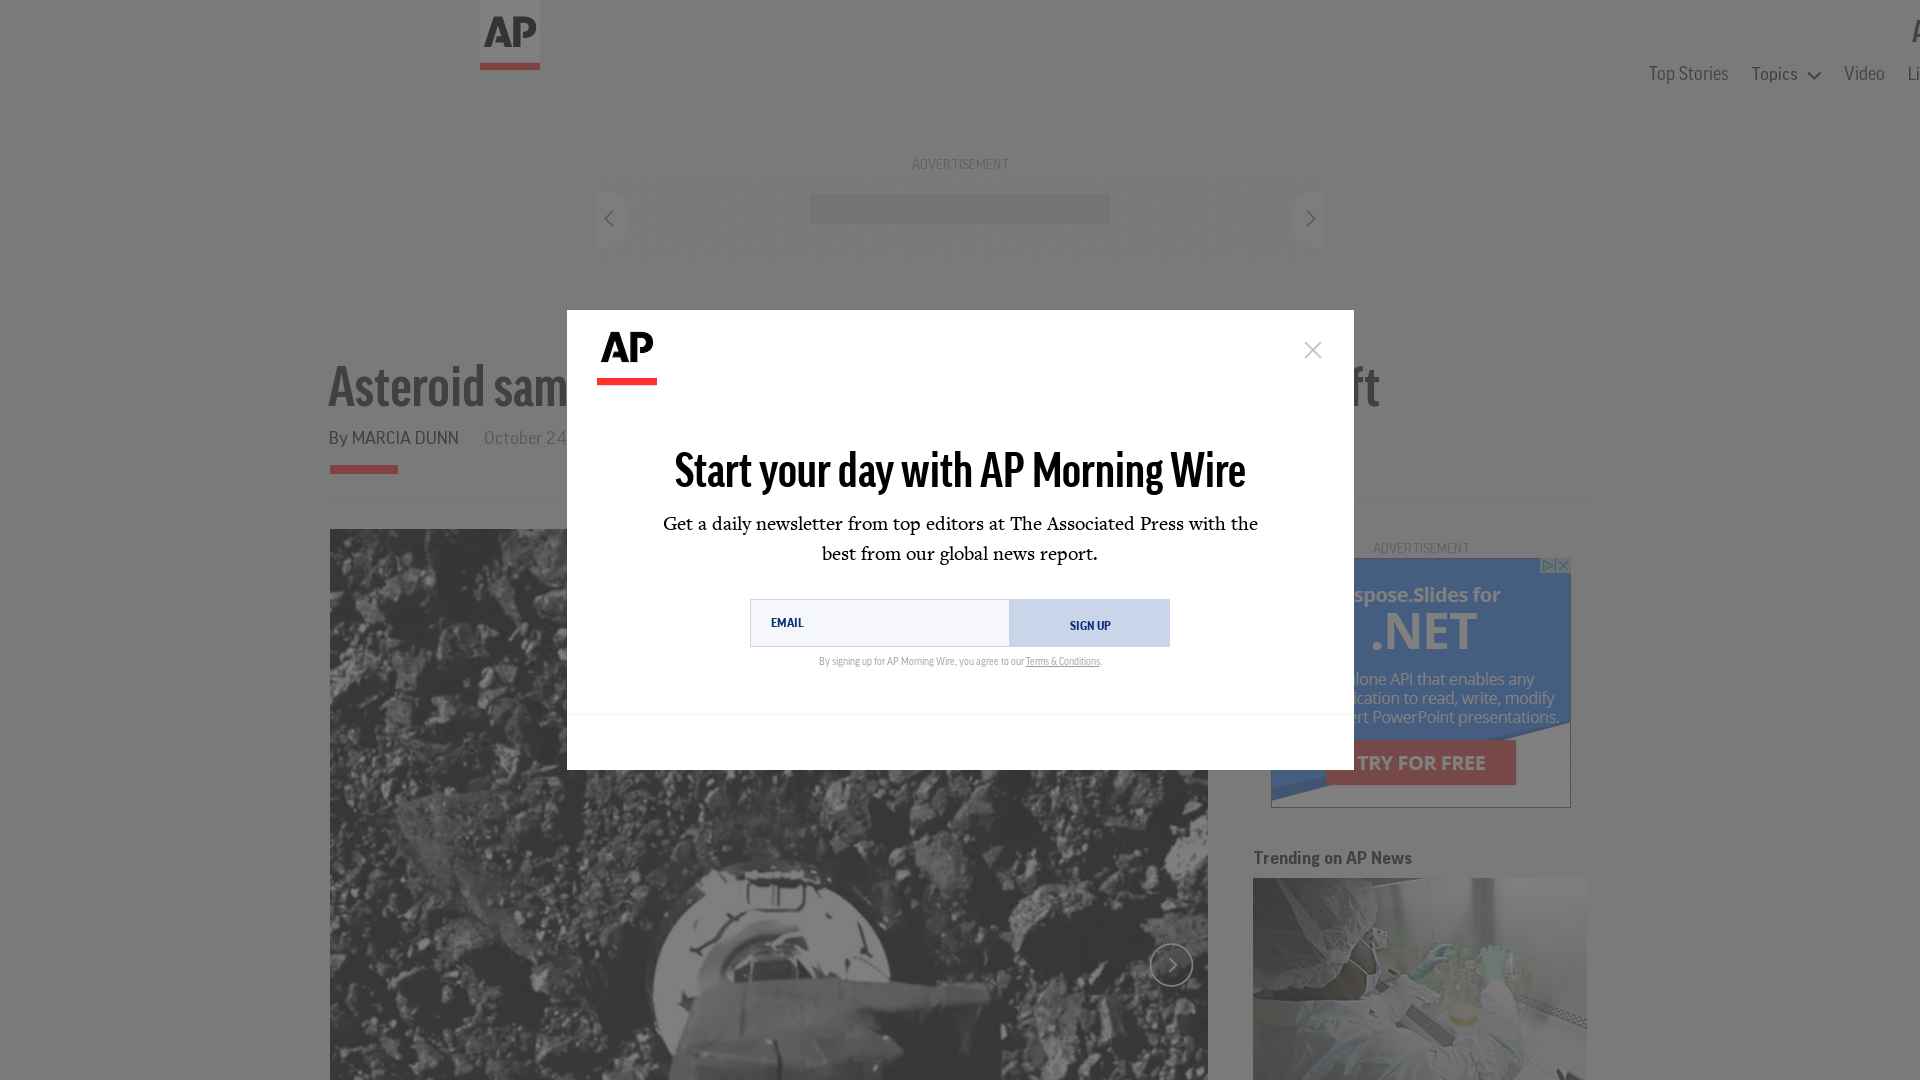 AP
A
Top Stories
Topics
Video
Li
ADVERTISEMENT
AP
Asteroid sam
ft
By MARCIA DUNN
October 24
Start your day with AP Morning Wire
Get a daily newsletter from top editors at The Associated Press with the
best from our global news report.
EMAIL
SIGN UP
By signing up for AP Morning Wire, you agree to our Terms & Conditions.
ADVERTISEMENT
spose.Slides for
.NET
lone API that enables any
ication to read, write, modify
ert PowerPoint presentations.
TRY FOR FREE
Trending on AP News